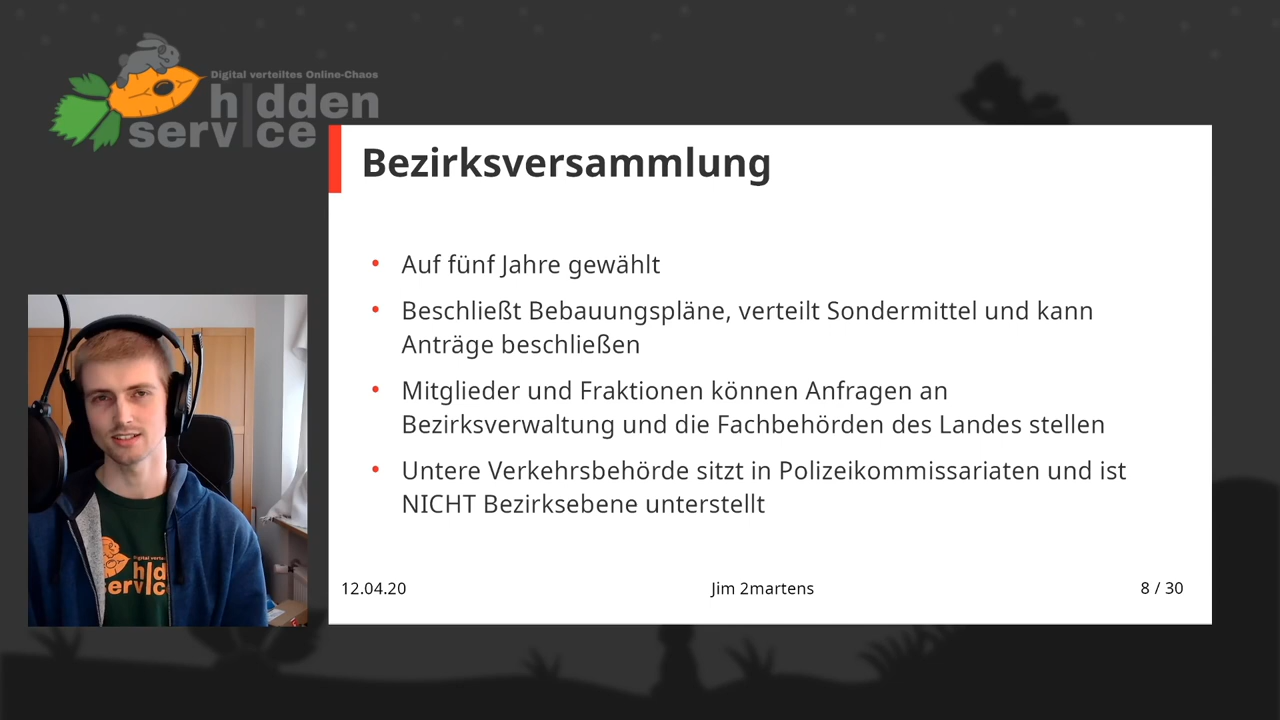 Digital verteiltes Online-Chaos
hidden
service
Bezirksversammlung
• Auf fünf Jahre gewählt
• Beschließt Bebauungspläne, verteilt Sondermittel und kann
Anträge beschließen
• Mitglieder und Fraktionen können Anfragen an
Bezirksverwaltung und die Fachbehörden des Landes stellen
• Untere Verkehrsbehörde sitzt in Polizeikommissariaten und ist
NICHT Bezirksebene unterstellt
12.04.20
Jim 2martens
8 / 30